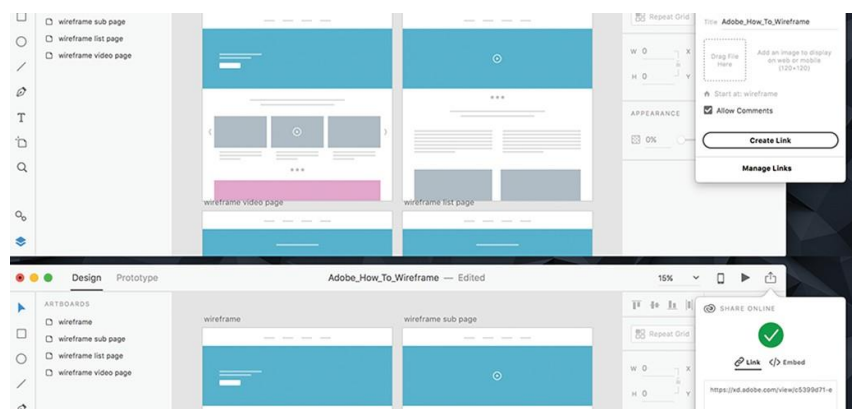 wireframe sub page
wireframe list page
wireframe video page
Repeat Grid
W 0
X
H 0
Y
APPEARANCE
0%
Title Adobe_How_To_Wireframe
Drag File
Here
Add an image to display
on web or mobile
(120×120)
Start at: wireframe
Allow Comments
Create Link
Manage Links
wireframe video page
wireframe list page
Design
Prototype
Adobe_How_To_Wireframe — Edited
15%
ARTBOARDS
wireframe
wireframe sub page
wireframe list page
wireframe video page
wireframe
wireframe sub page
Repeat Grid
W 0
X
H 0
Y
SHARE ONLINE
Link
</> Embed
https://xd.adobe.com/view/c5399d71-e